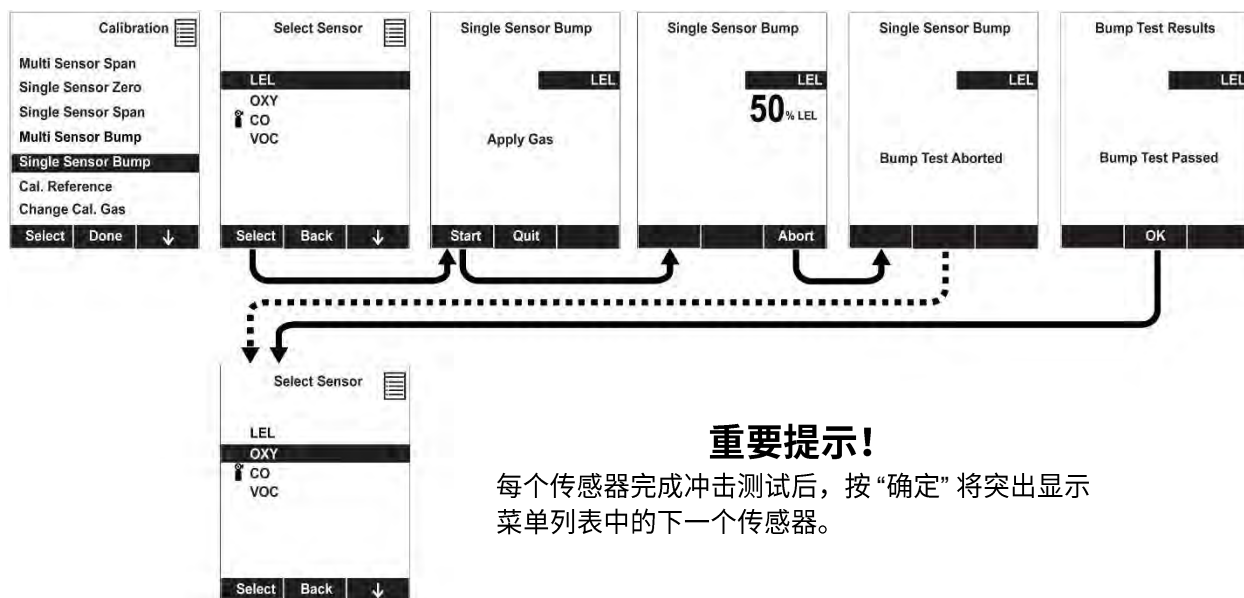 Calibration
Multi Sensor Span
Single Sensor Zero
Single Sensor Span
Multi Sensor Bump
Single Sensor Bump
Cal. Reference
Change Cal. Gas
Select Done ↓
Select Sensor
LEL
OXY
CO
VOC
Select Back ↓
Single Sensor Bump
LEL
Apply Gas
Start Quit
Single Sensor Bump
LEL
50 % LEL
Abort
Single Sensor Bump
LEL
Bump Test Aborted
Bump Test Results
LEL
Bump Test Passed
OK
Select Sensor
LEL
OXY
CO
VOC
Select Back ↓
重要提示！
每个传感器完成冲击测试后，按“确定”将突出显示
菜单列表中的下一个传感器。